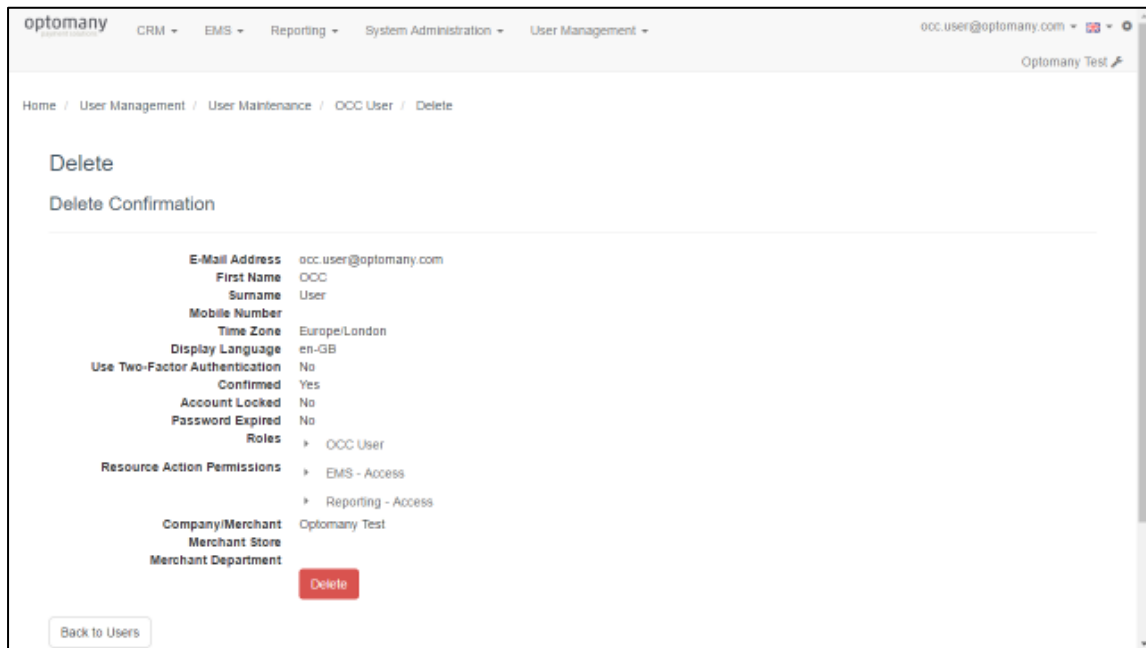 optomany
payment solutions
CRM EMS Reporting System Administration User Management
occ.user@optomany.com
Optomany Test
Home / User Management / User Maintenance / OCC User / Delete
Delete
Delete Confirmation
E-Mail Address occ.user@optomany.com
First Name OCC
Surname User
Mobile Number
Time Zone Europe/London
Display Language en-GB
Use Two-Factor Authentication No
Confirmed Yes
Account Locked No
Password Expired No
Roles OCC User
Resource Action Permissions EMS - Access
Reporting - Access
Company/Merchant Optomany Test
Merchant Store
Merchant Department
Delete
Back to Users